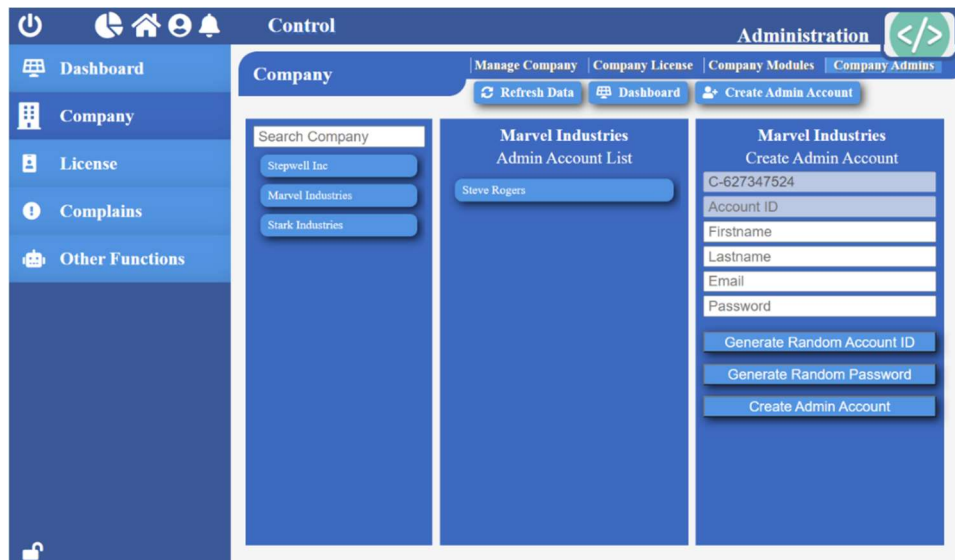 Control
Administration
</>
Dashboard
Company
License
Complains
Other Functions
Company
Manage Company
Company License
Company Modules
Company Admins
Refresh Data
Dashboard
Create Admin Account
Search Company
Stepwell Inc
Marvel Industries
Stark Industries
Marvel Industries
Admin Account List
Steve Rogers
Marvel Industries
Create Admin Account
C-627347524
Account ID
Firstname
Lastname
Email
Password
Generate Random Account ID
Generate Random Password
Create Admin Account